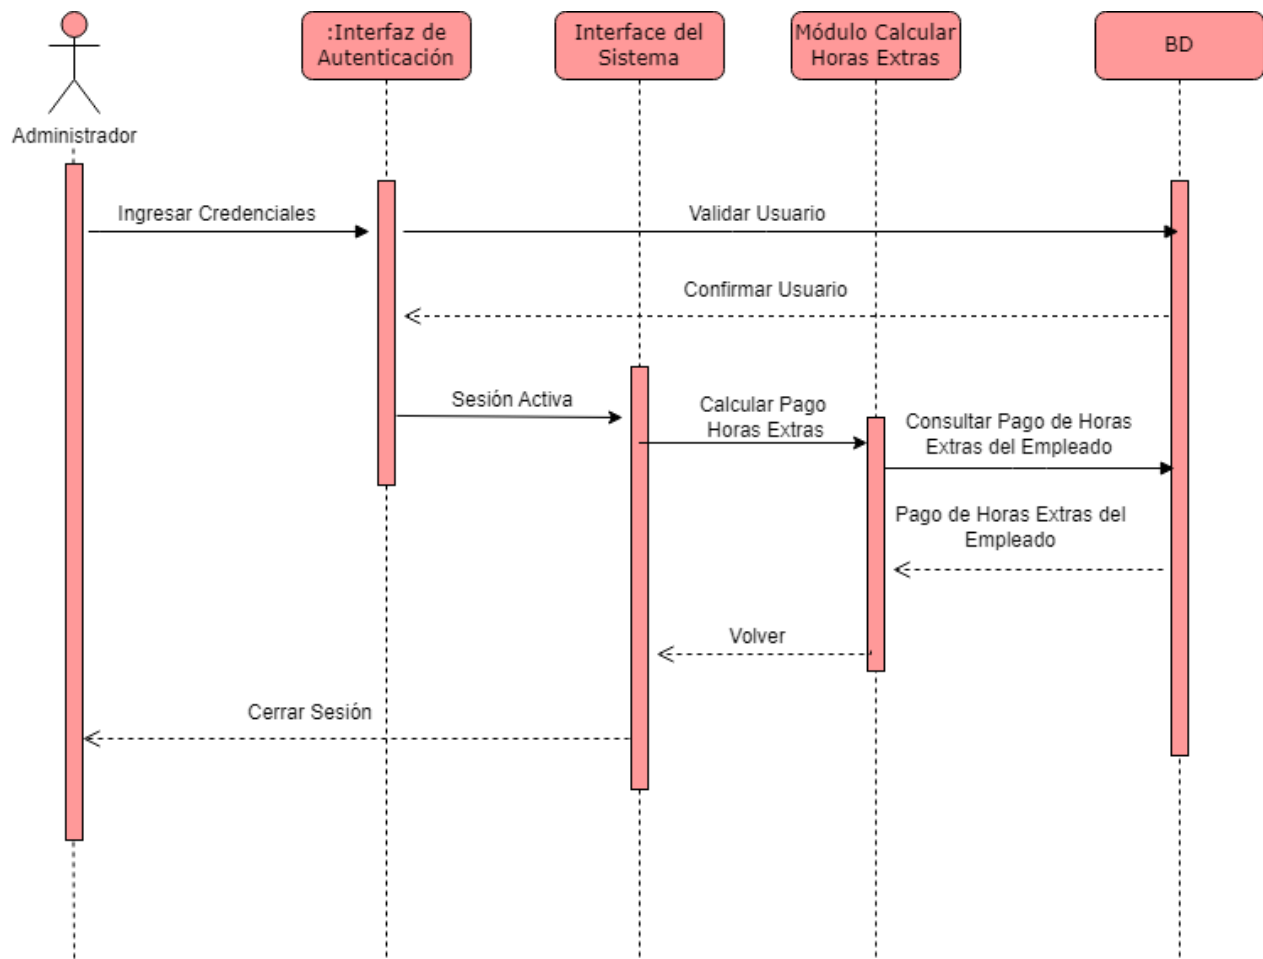 :Interfaz de
Autenticación
Interface del
Sistema
Módulo Calcular
Horas Extras
BD
Administrador
Ingresar Credenciales
Validar Usuario
Confirmar Usuario
Sesión Activa
Calcular Pago
Horas Extras
Consultar Pago de Horas
Extras del Empleado
Pago de Horas Extras del
Empleado
Volver
Cerrar Sesión